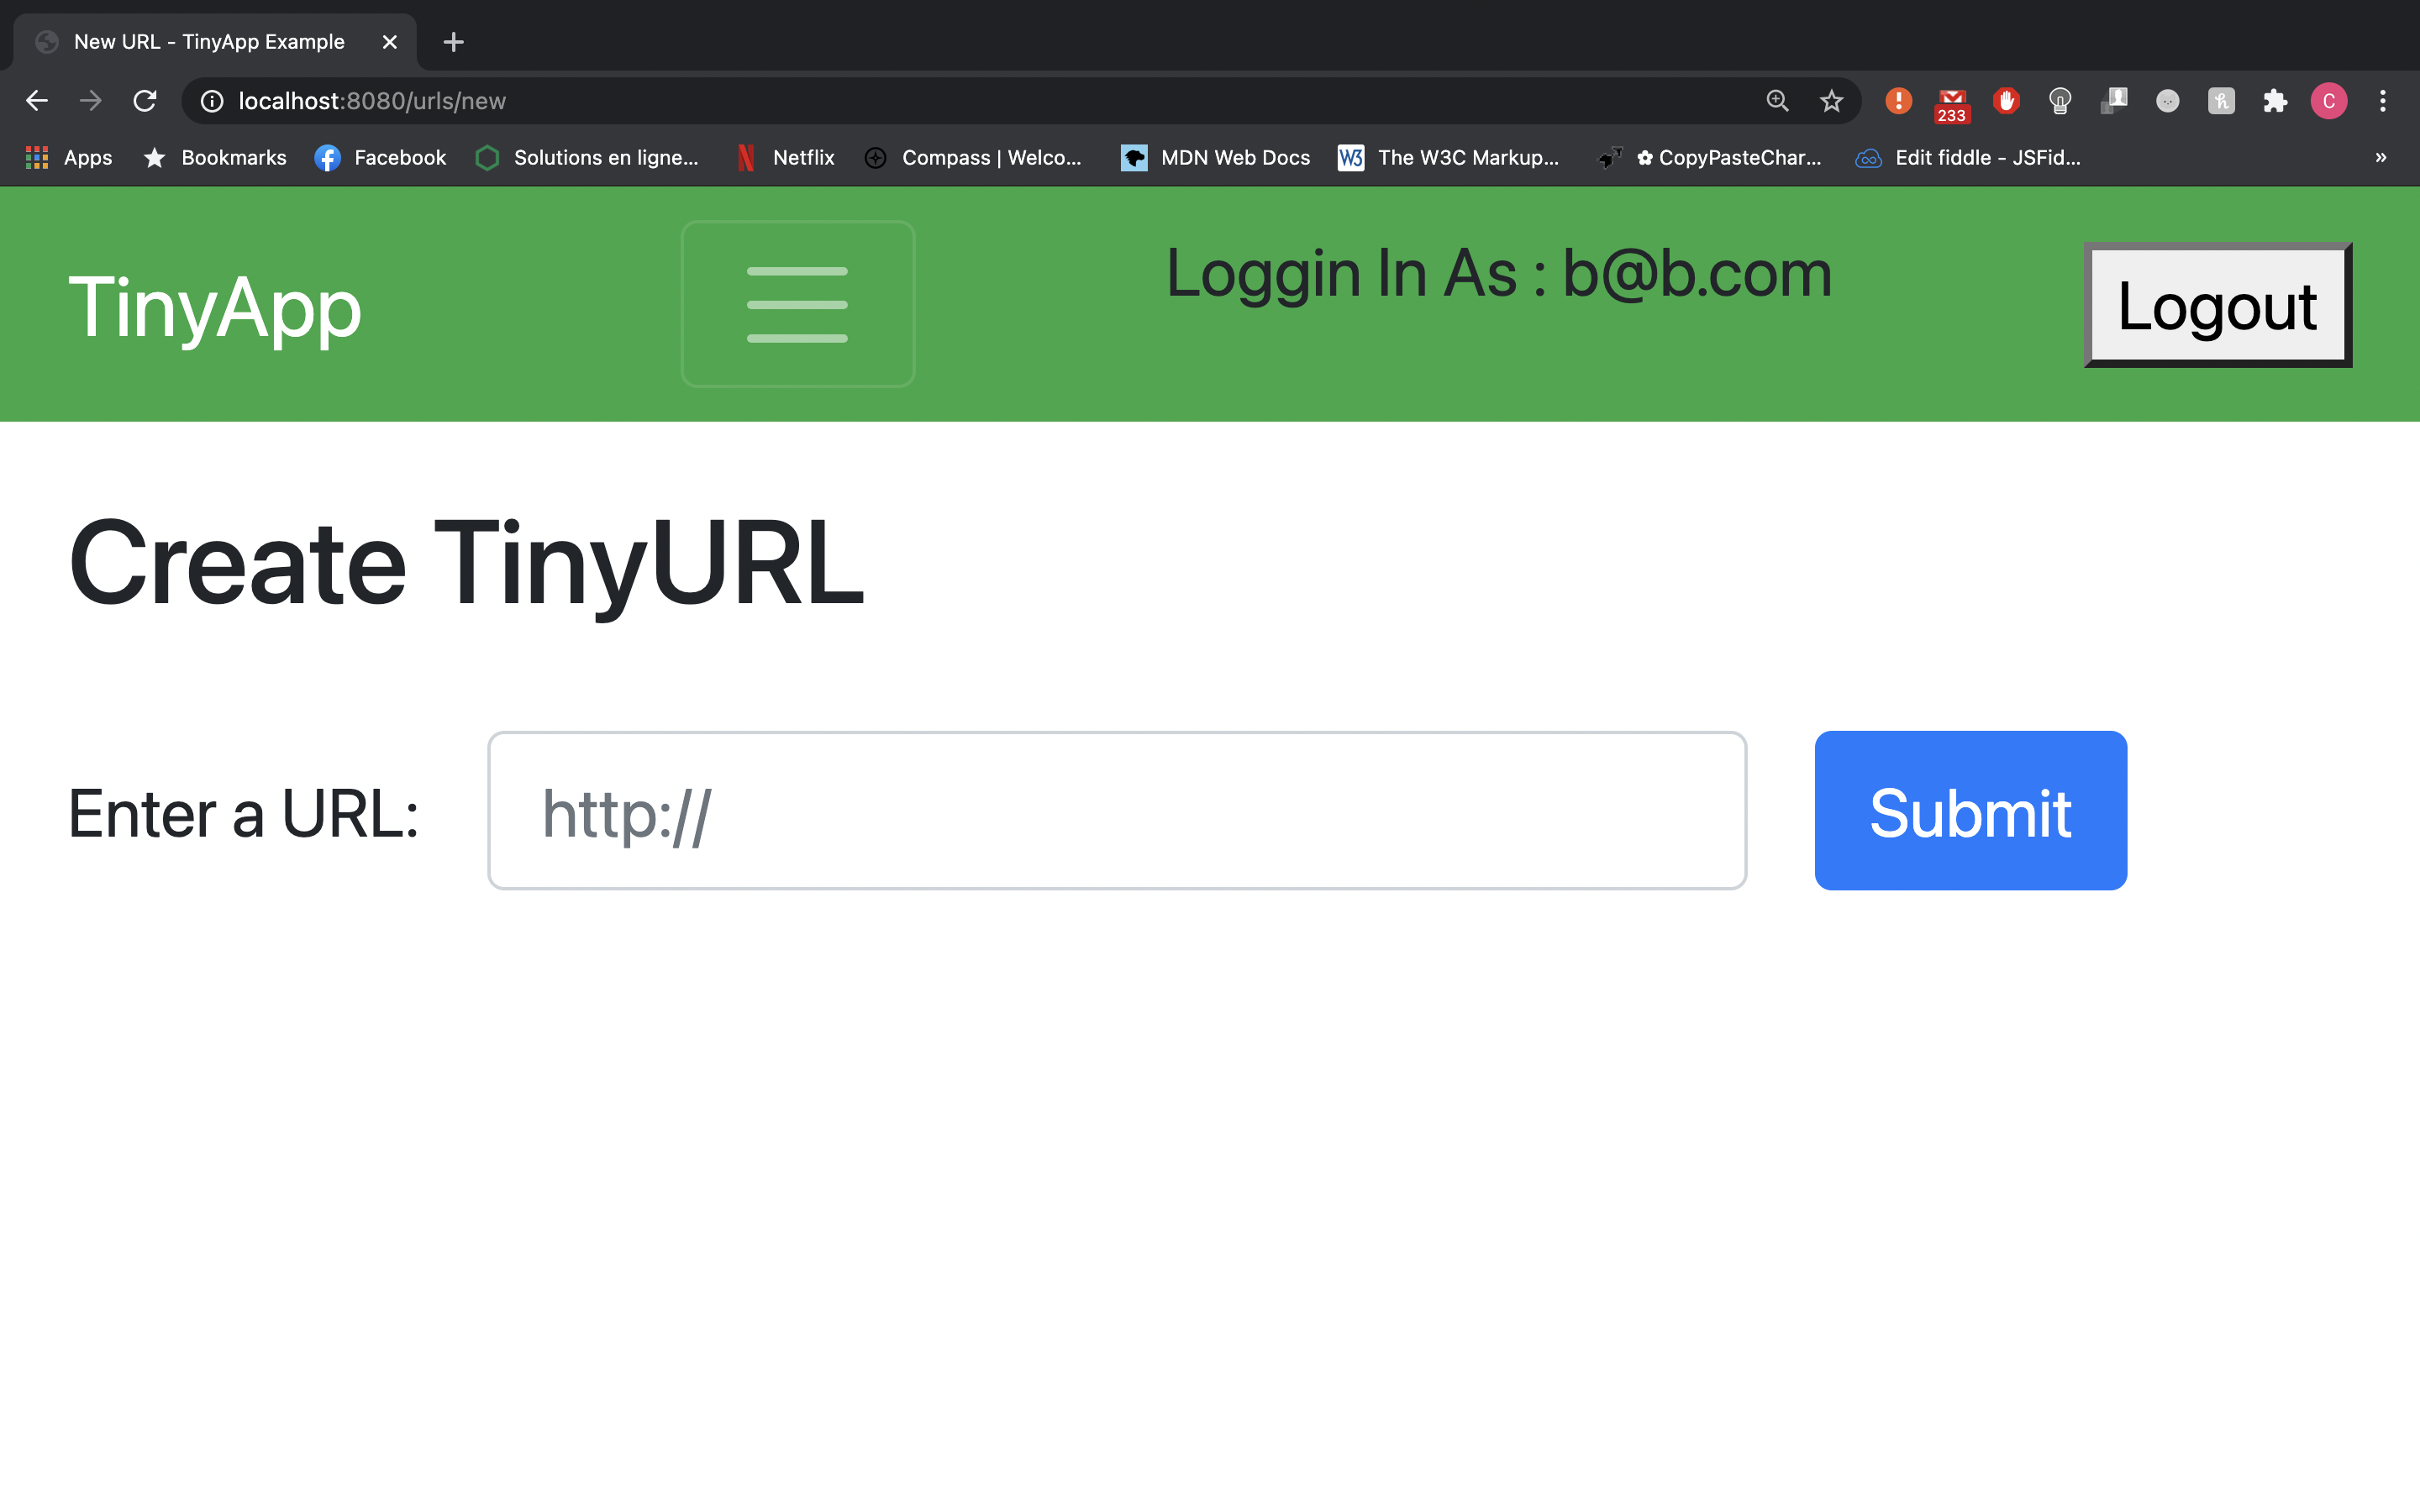 New URL - TinyApp Example
localhost:8080/urls/new
233
C
Apps Bookmarks Facebook Solutions en ligne... Netflix Compass | Welco... MDN Web Docs W3 The W3C Markup... ✿ CopyPasteChar... Edit fiddle - JSFid... »
TinyApp
Loggin In As : b@b.com
Logout
Create TinyURL
Enter a URL:
http://
Submit